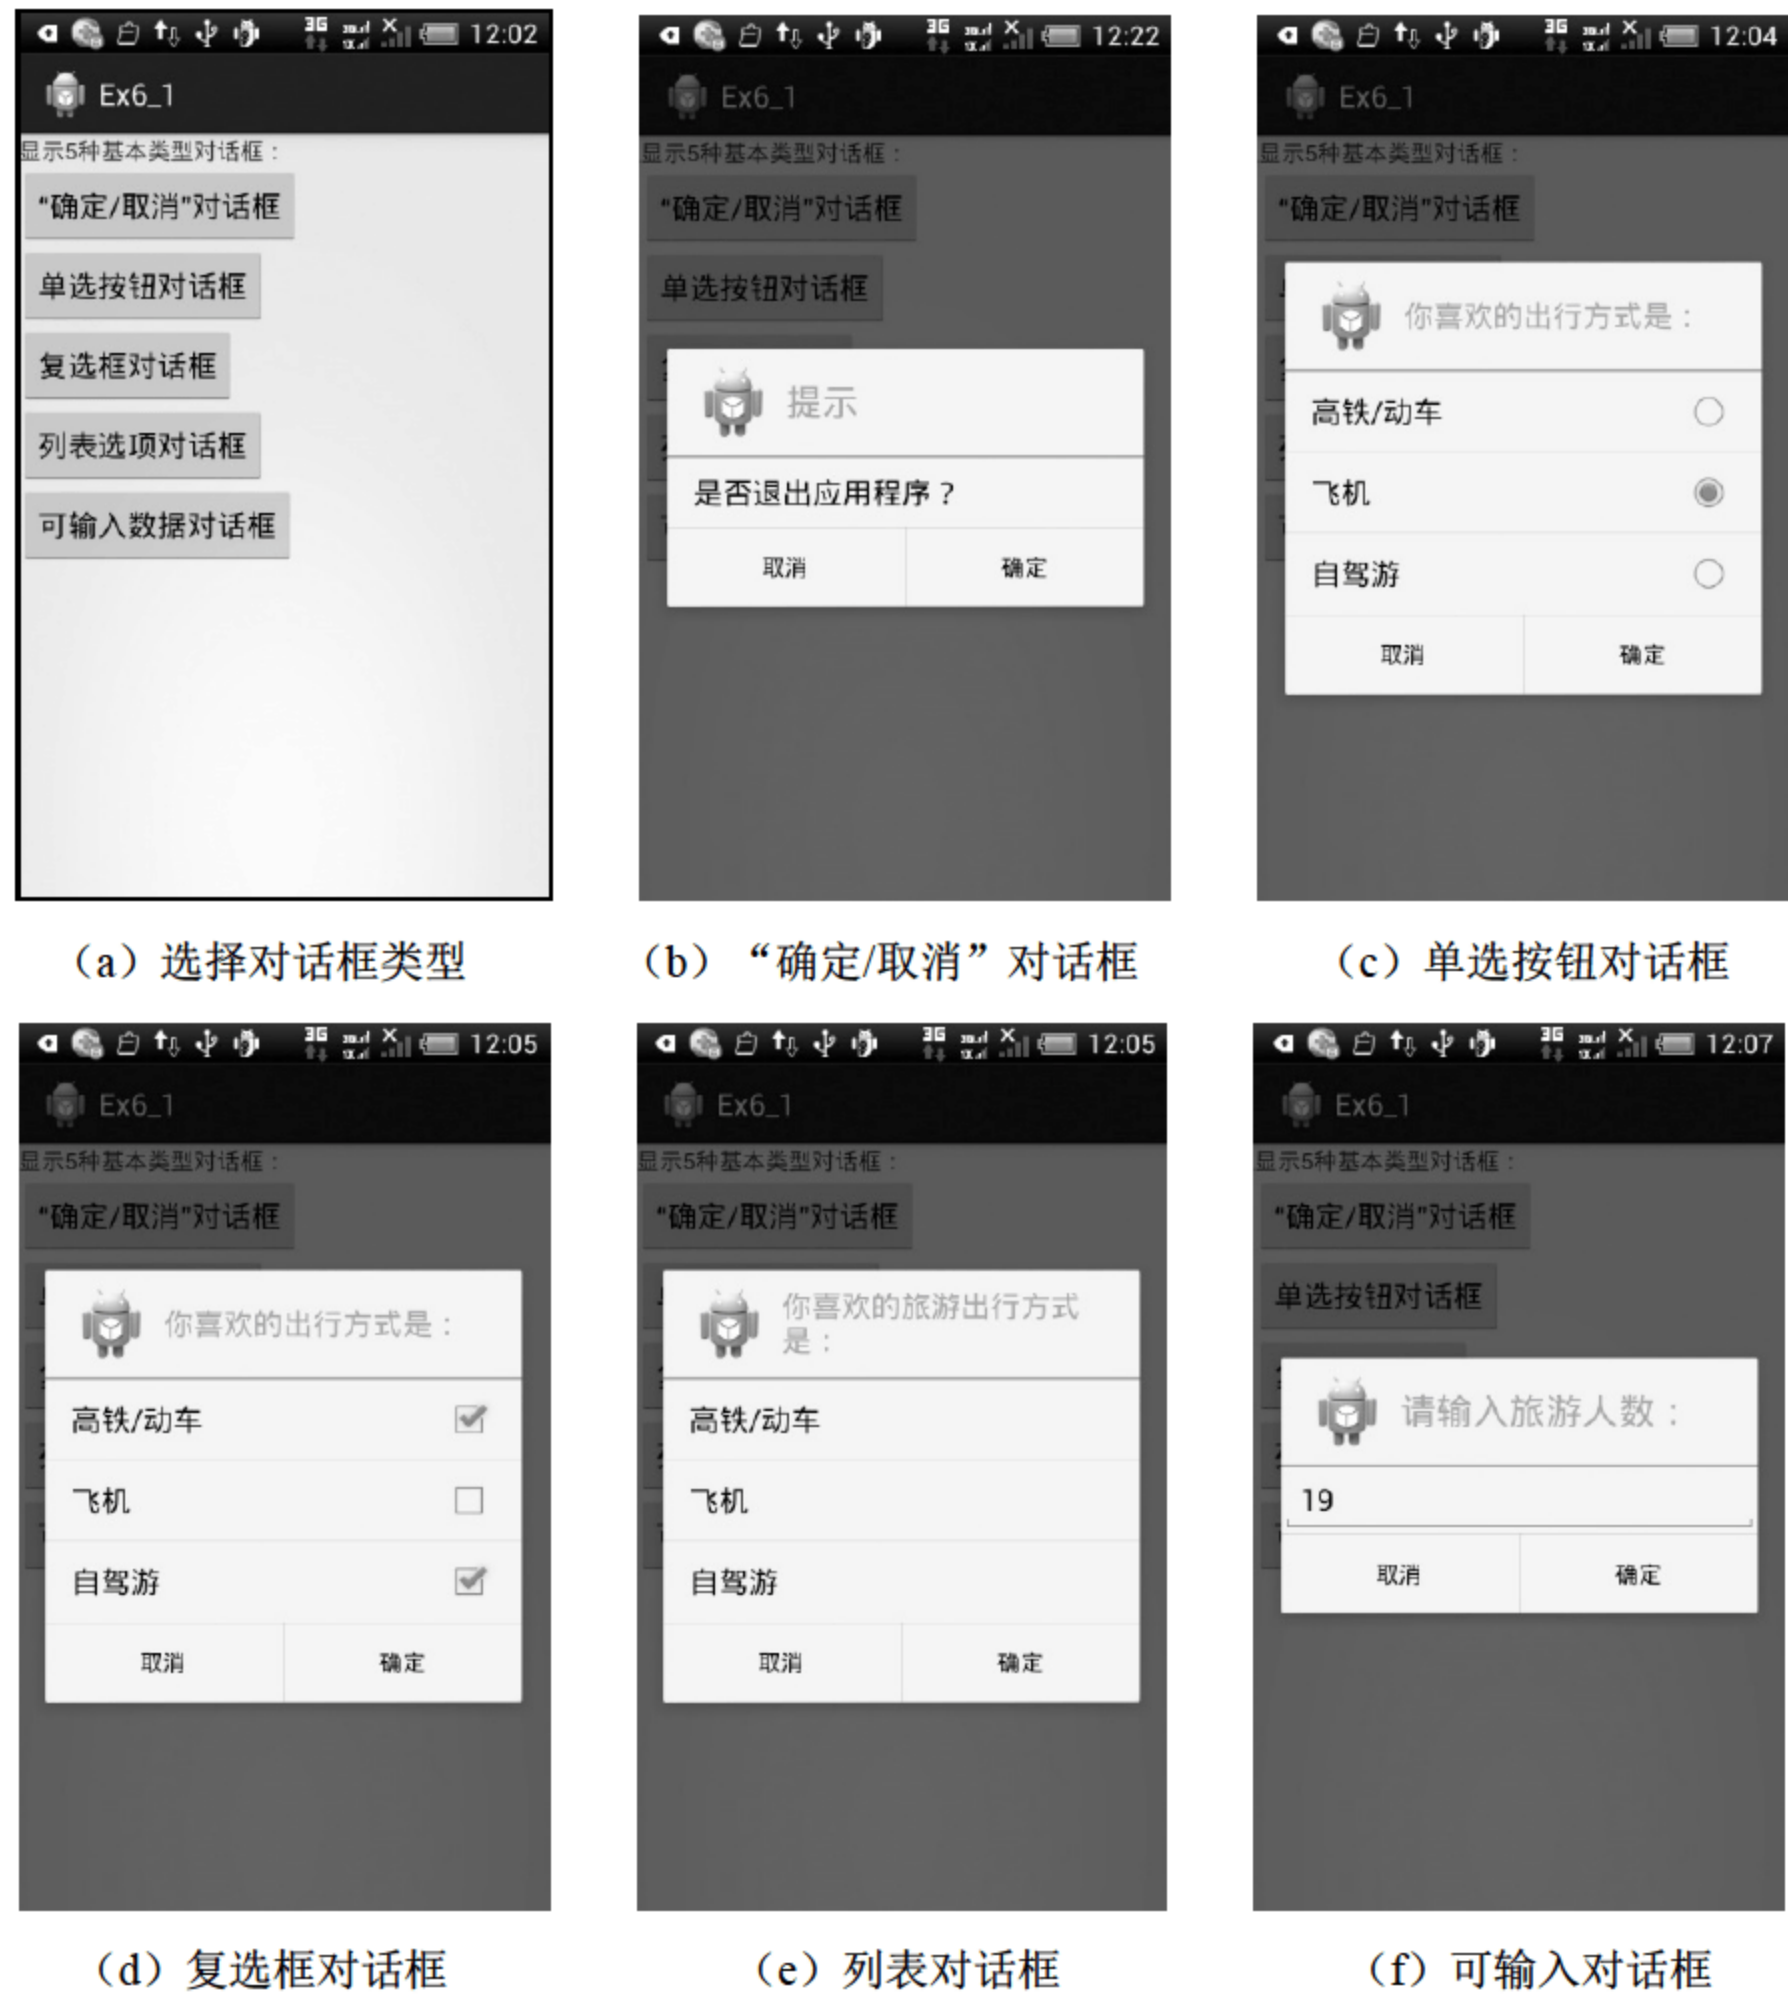 12:02
Ex6_1
显示5种基本类型对话框：
“确定/取消”对话框
单选按钮对话框
复选框对话框
列表选项对话框
可输入数据对话框
（a）选择对话框类型
3G 12:22
Ex6_1
显示5种基本类型对话框：
“确定/取消”对话框
单选按钮对话框
提示
是否退出应用程序？
取消 确定
（b）“确定/取消”对话框
3G 12:04
Ex6_1
显示5种基本类型对话框：
“确定/取消”对话框
你喜欢的出行方式是：
高铁/动车
飞机
自驾游
取消 确定
（c）单选按钮对话框
3G 12:05
Ex6_1
显示5种基本类型对话框：
“确定/取消”对话框
你喜欢的出行方式是：
高铁/动车
飞机
自驾游
取消 确定
（d）复选框对话框
3G 12:05
Ex6_1
显示5种基本类型对话框：
“确定/取消”对话框
你喜欢的旅游出行方式
是：
高铁/动车
飞机
自驾游
取消 确定
（e）列表对话框
3G 12:07
Ex6_1
显示5种基本类型对话框：
“确定/取消”对话框
单选按钮对话框
请输入旅游人数：
19
取消 确定
（f）可输入对话框